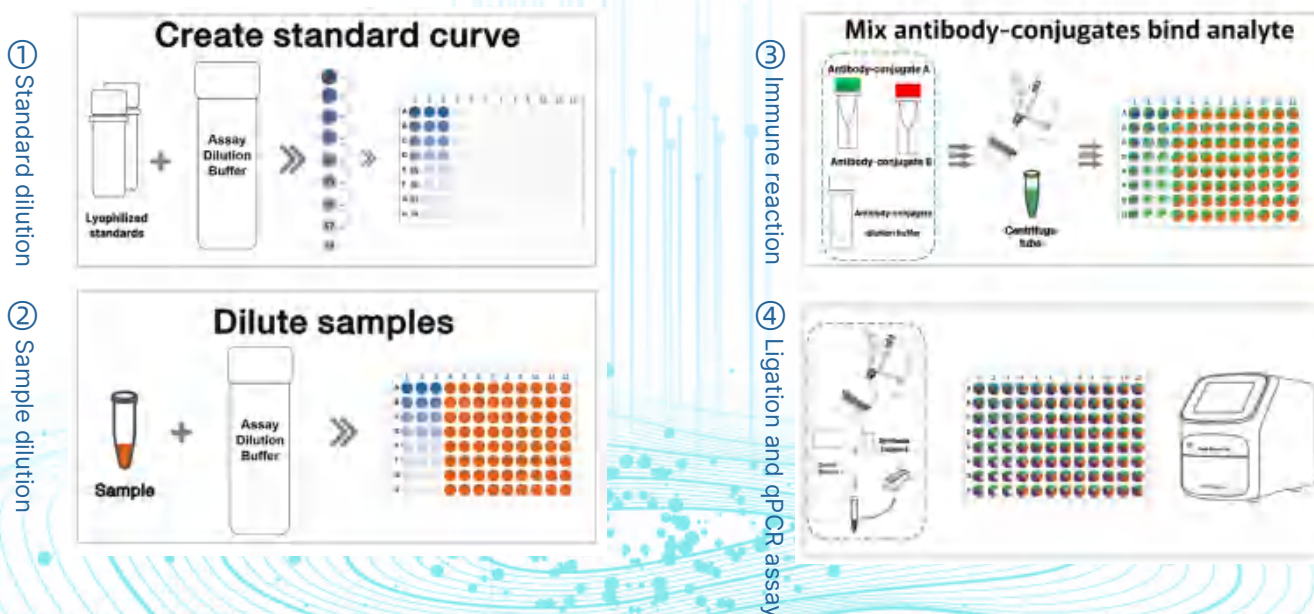 ① Standard dilution
Create standard curve
Lyophilized
standards
+
Assay
Dilution
Buffer
② Sample dilution
Dilute samples
Sample
+
Assay
Dilution
Buffer
③ Immune reaction
Mix antibody-conjugates bind analyte
Antibody-conjugate A
Antibody-conjugate B
Antibody-conjugate
dilution buffer
Centrifuge
tube
④ Ligation and qPCR assay